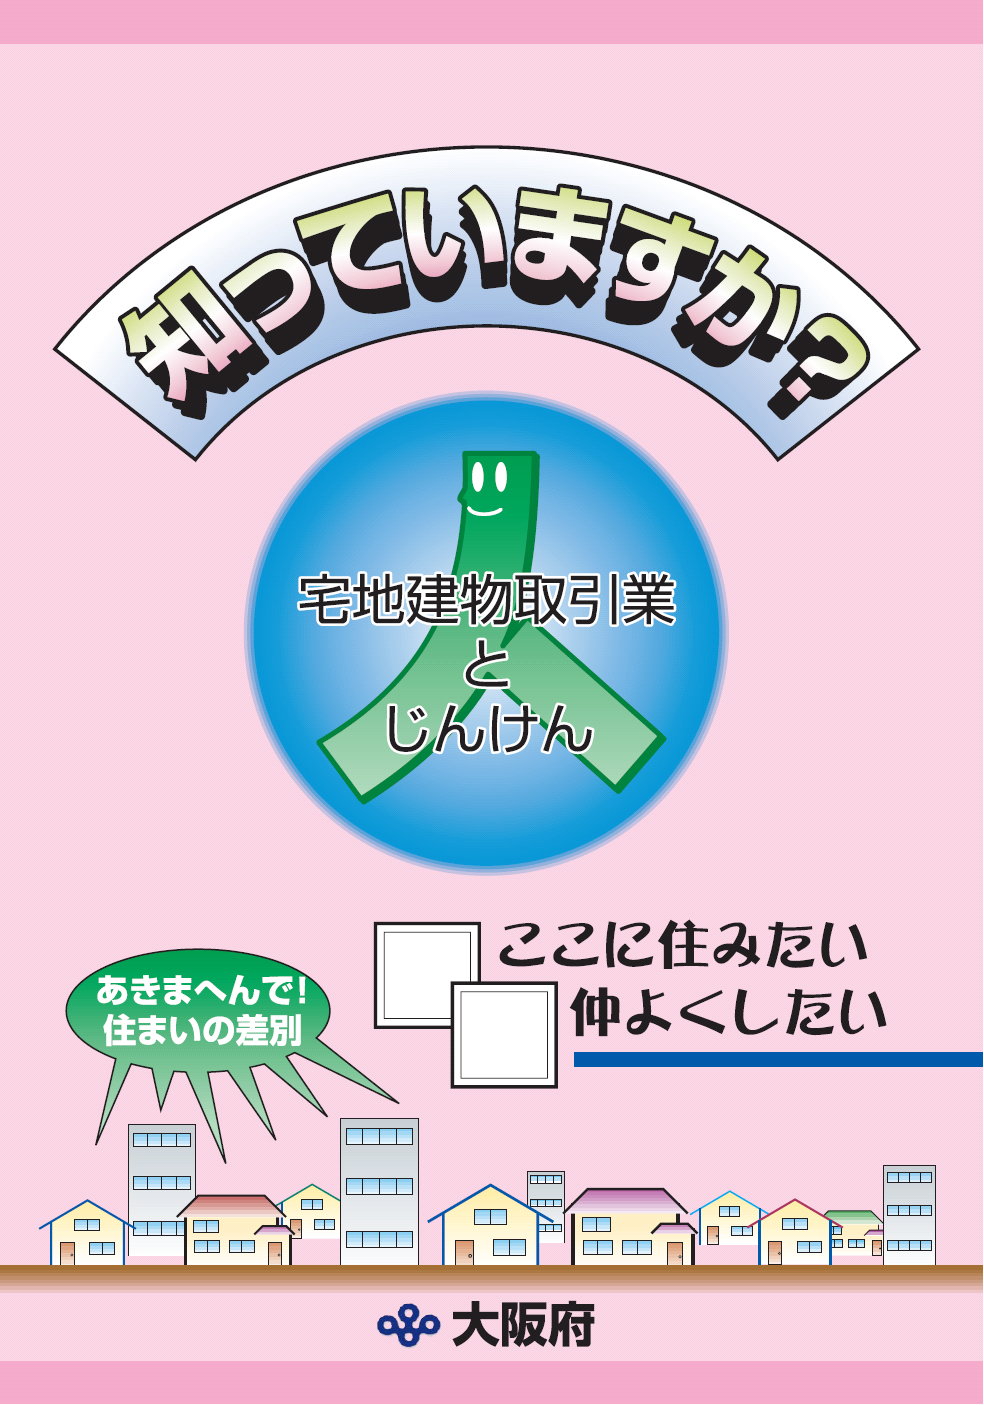 知っていますか?
宅地建物取引業
と
じんけん
ここに住みたい
仲よくしたい
あきまへんで!
住まいの差別
大阪府